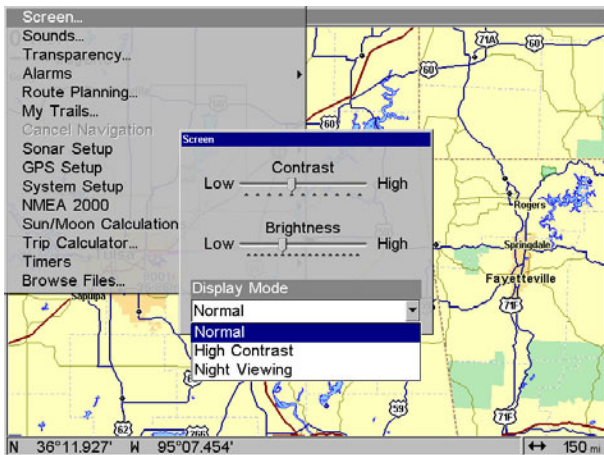 Screen...
Sounds...
Transparency...
Alarms
Route Planning...
My Trails...
Cancel Navigation
Sonar Setup
GPS Setup
System Setup
NMEA 2000
Sun/Moon Calculation
Trip Calculator...
Timers
Browse Files...
Screen
Contrast
Low High
Brightness
Low High
Display Mode
Normal
Normal
High Contrast
Night Viewing
71A
60
60
60
Rogers
Springdale
Fayetteville
71F
Sapulpa
59
62
71F
N 36°11.927' W 95°07.454'
↔ 150 mi